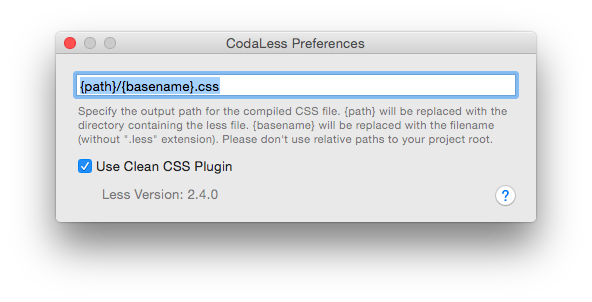 CodaLess Preferences
{path}/{basename}.css
Specify the output path for the compiled CSS file. {path} will be replaced with the
directory containing the less file. {basename} will be replaced with the filename
(without ".less" extension). Please don't use relative paths to your project root.
Use Clean CSS Plugin
Less Version: 2.4.0
?